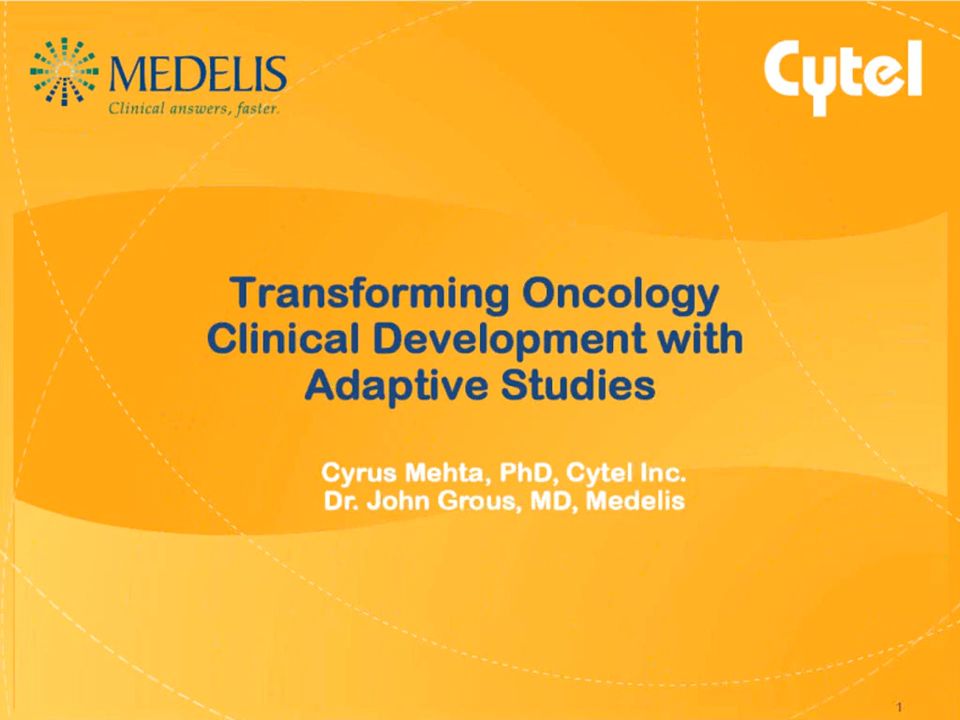 MEDELIS
Clinical answers, faster.
Cytel
Transforming Oncology
Clinical Development with
Adaptive Studies
Cyrus Mehta, PhD, Cytel Inc.
Dr. John Grous, MD, Medelis
1